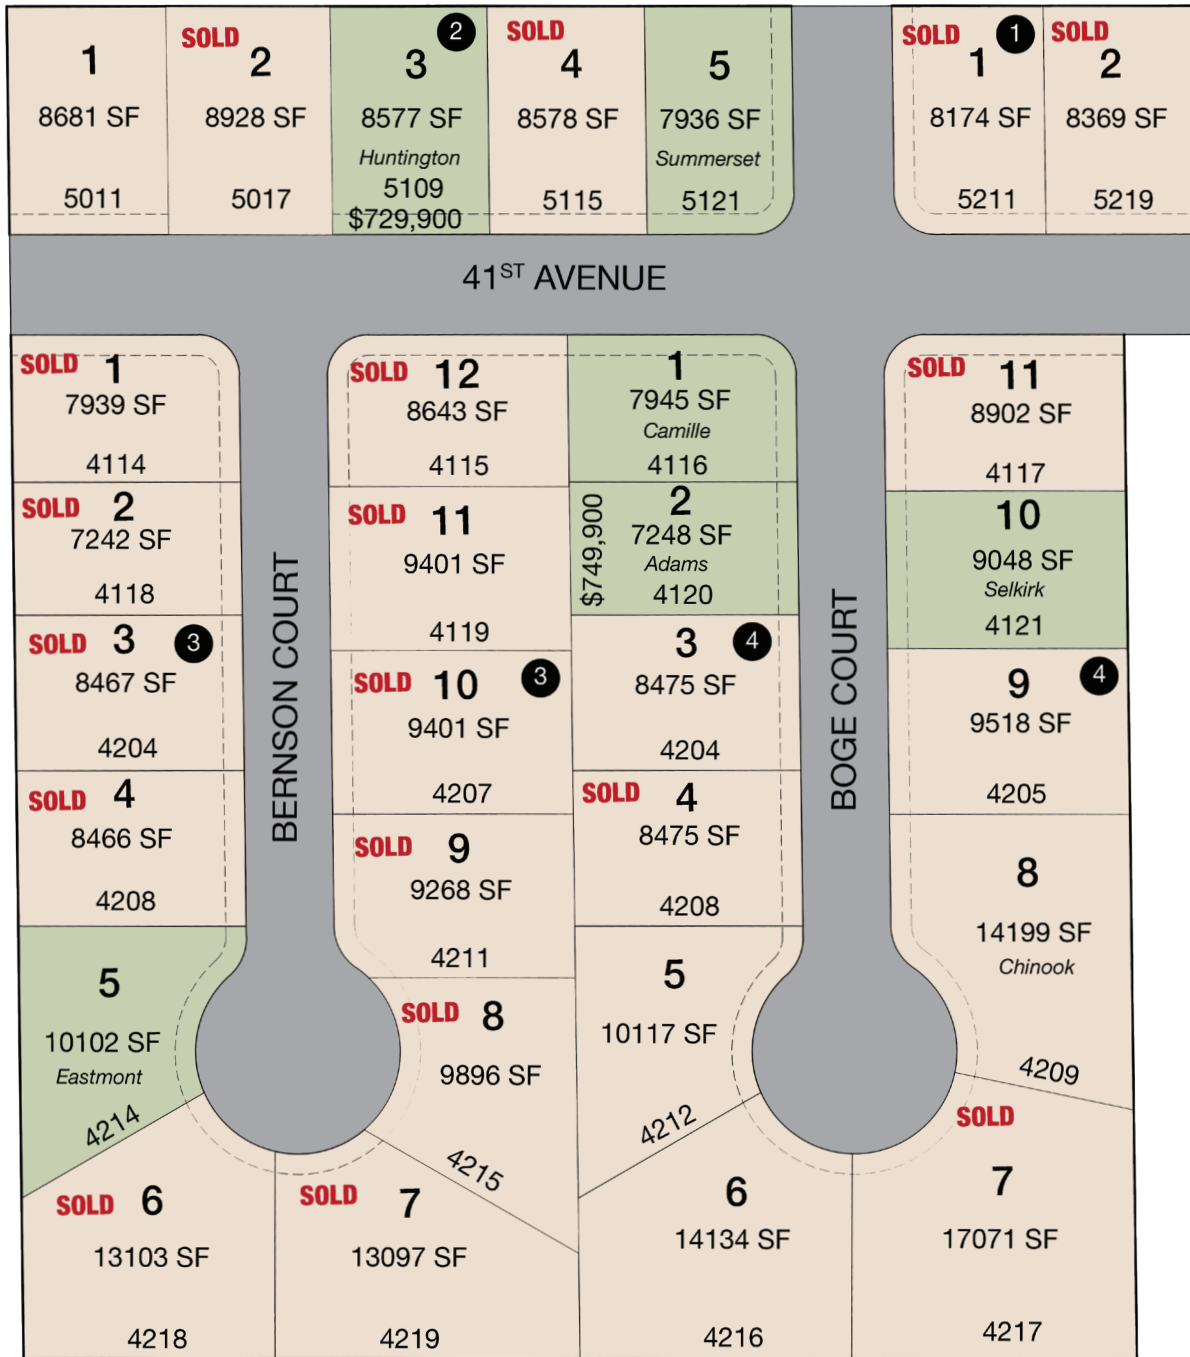 1
8681 SF
5011
SOLD
2
8928 SF
5017
2
3
8577 SF
Huntington
5109
$729,900
SOLD
4
8578 SF
5115
5
7936 SF
Summerset
5121
SOLD
1
1
8174 SF
5211
SOLD
2
8369 SF
5219
41ST AVENUE
SOLD
1
7939 SF
4114
SOLD
2
7242 SF
4118
SOLD
3
3
8467 SF
4204
SOLD
4
8466 SF
4208
5
10102 SF
Eastmont
4214
SOLD
6
13103 SF
4218
BERNSON COURT
SOLD
12
8643 SF
4115
SOLD
11
9401 SF
4119
SOLD
10
3
9401 SF
4207
SOLD
9
9268 SF
4211
SOLD
8
9896 SF
4215
SOLD
7
13097 SF
4219
1
7945 SF
Camille
4116
$749,900
2
7248 SF
Adams
4120
3
4
8475 SF
4204
SOLD
4
8475 SF
4208
5
10117 SF
4212
6
14134 SF
4216
BOGE COURT
SOLD
11
8902 SF
4117
10
9048 SF
Selkirk
4121
9
4
9518 SF
4205
8
14199 SF
Chinook
4209
SOLD
7
17071 SF
4217